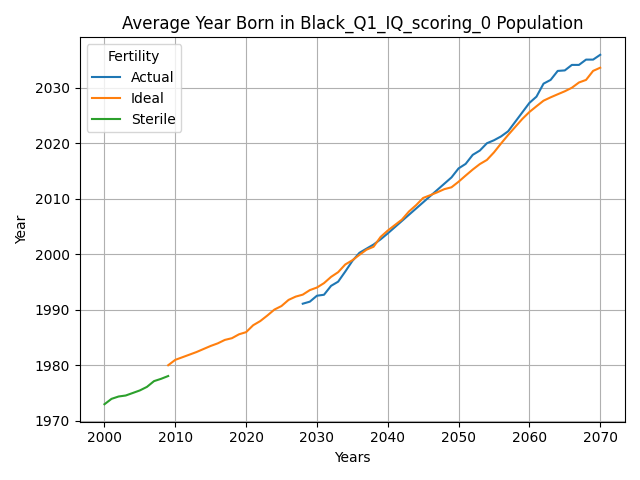 Average Year Born in Black_Q1_IQ_scoring_0 Population
Fertility
Actual
Ideal
Sterile
Year
2030
2020
2010
2000
1990
1980
1970
2000 2010 2020 2030 2040 2050 2060 2070
Years